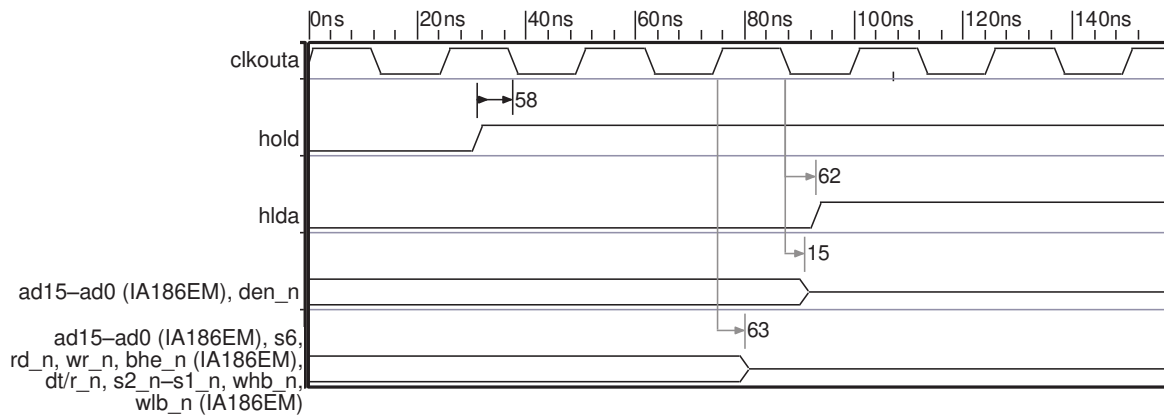 0ns 20ns 40ns 60ns 80ns 100ns 120ns 140ns
clkouta
58
hold
62
hlda
15
ad15–ad0 (IA186EM), den_n
63
ad15–ad0 (IA186EM), s6,
rd_n, wr_n, bhe_n (IA186EM),
dt/r_n, s2_n–s1_n, whb_n,
wlb_n (IA186EM)